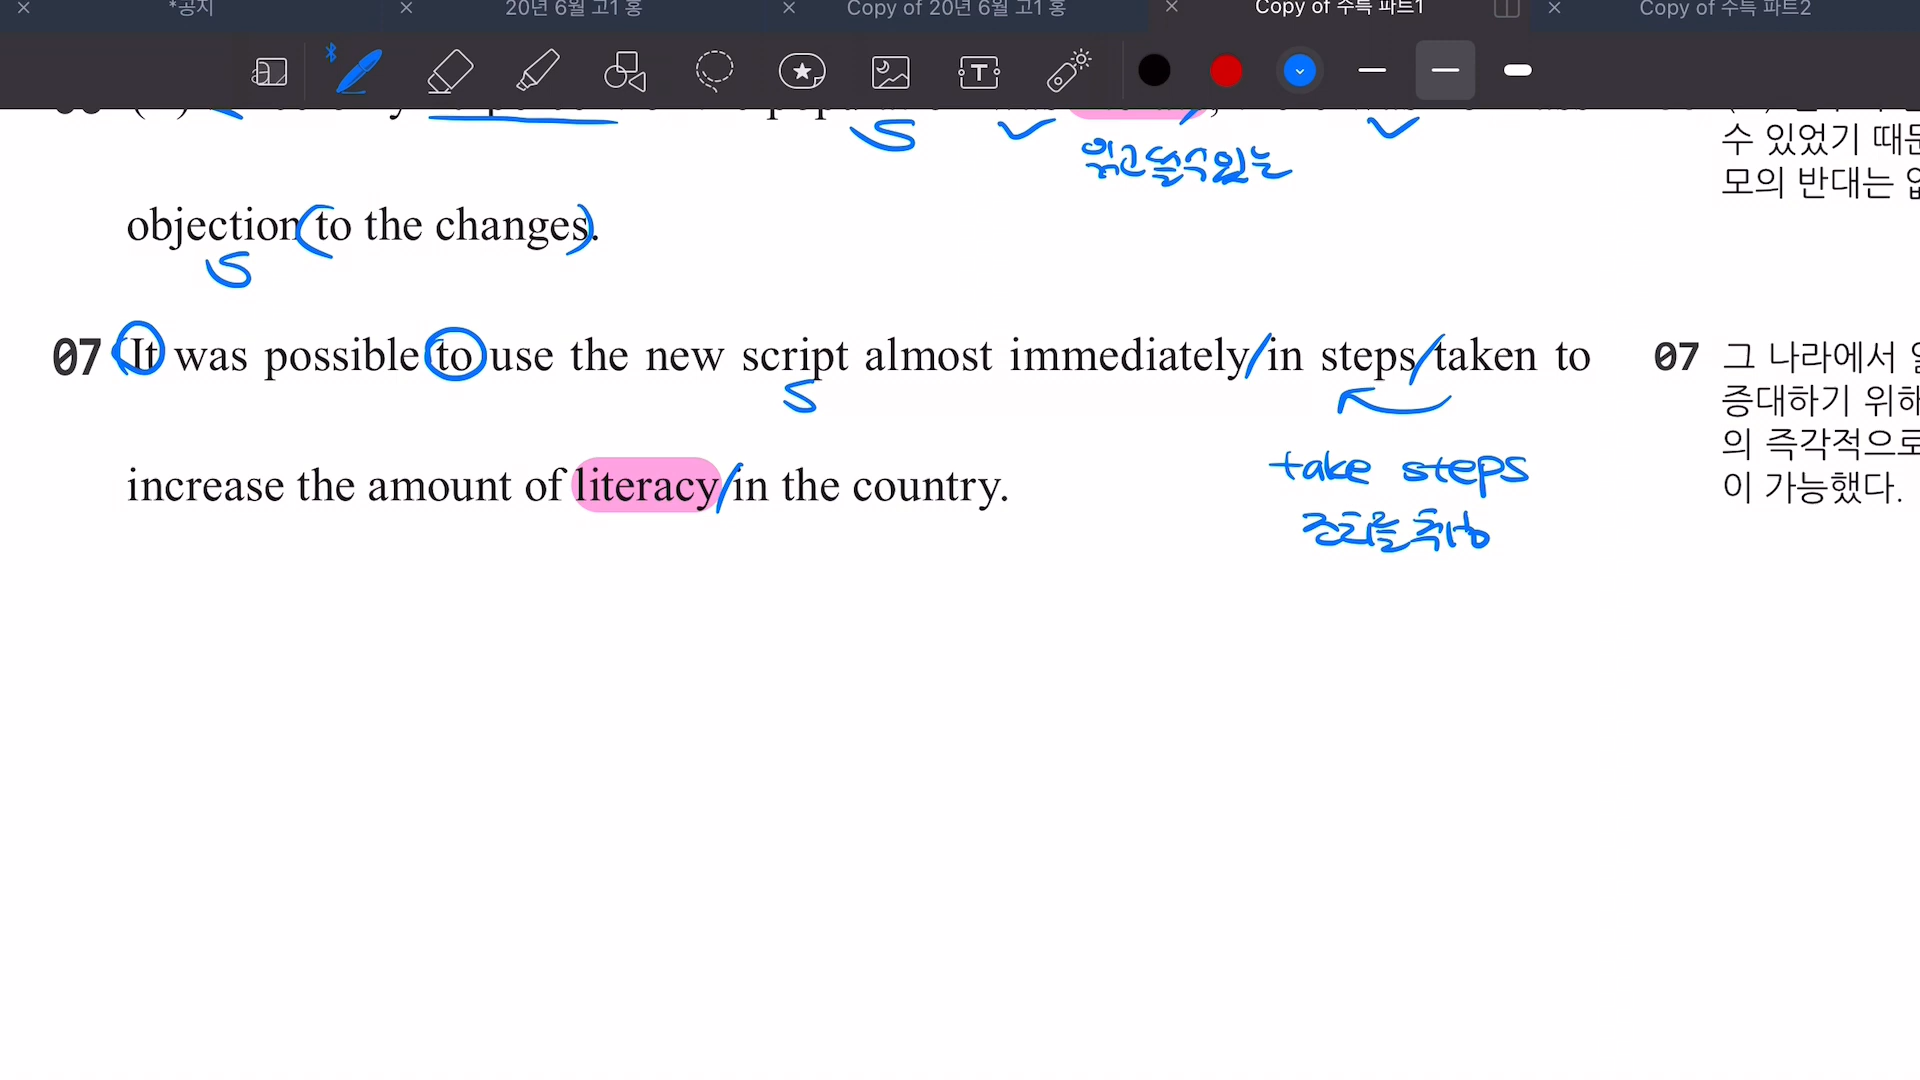 *공지 20년 6월 고1 홍 Copy of 20년 6월 고1 홍 Copy of 수특 파트1 Copy of 수특 파트2
읽고 쓸 수 있는
수 있었기 때문
모의 반대는
objection to the changes.
S
07 It was possible to use the new script almost immediately/in steps/taken to
S
increase the amount of literacy/in the country.
take steps
조치를 취하
07 그 나라에서
증대하기 위해
의 즉각적으로
이 가능했다.